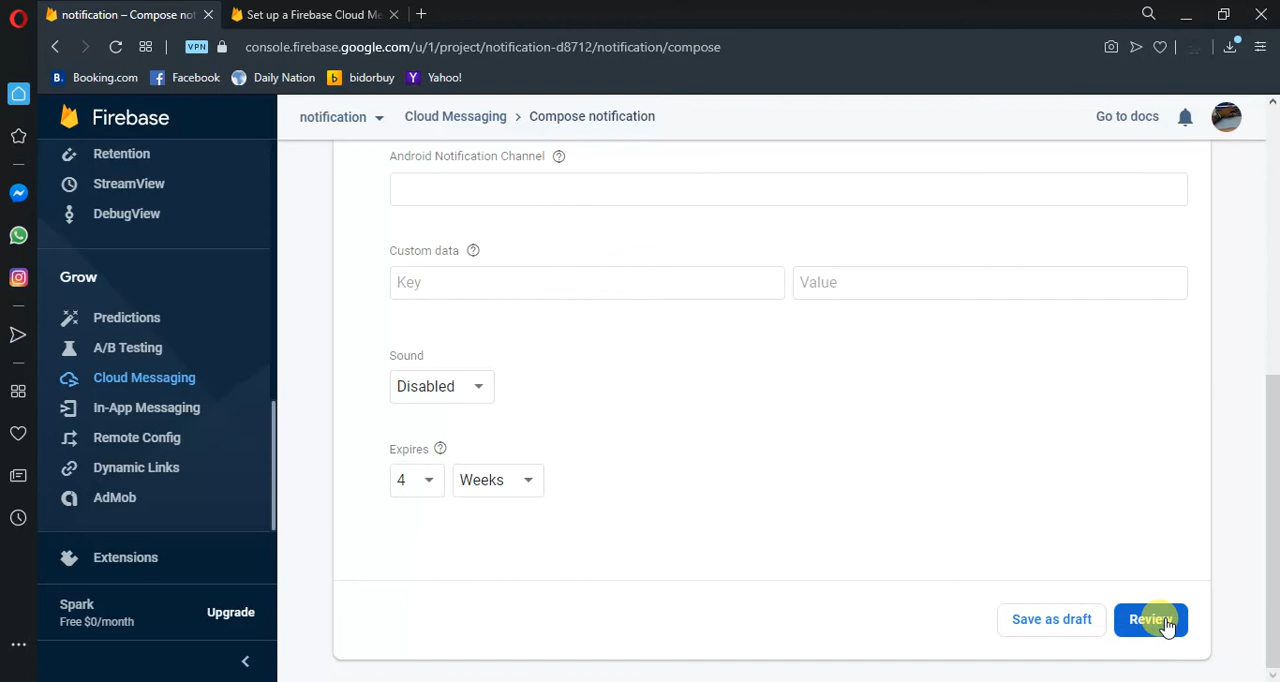 notification – Compose not
Set up a Firebase Cloud Me
VPN
console.firebase.google.com/u/1/project/notification-d8712/notification/compose
B. Booking.com
Facebook
Daily Nation
b bidorbuy
Y Yahoo!
Firebase
notification
Cloud Messaging > Compose notification
Go to docs
Retention
StreamView
DebugView
Grow
Predictions
A/B Testing
Cloud Messaging
In-App Messaging
Remote Config
Dynamic Links
AdMob
Extensions
Spark
Free $0/month
Upgrade
Android Notification Channel
Custom data
Key
Value
Sound
Disabled
Expires
4
Weeks
Save as draft
Review